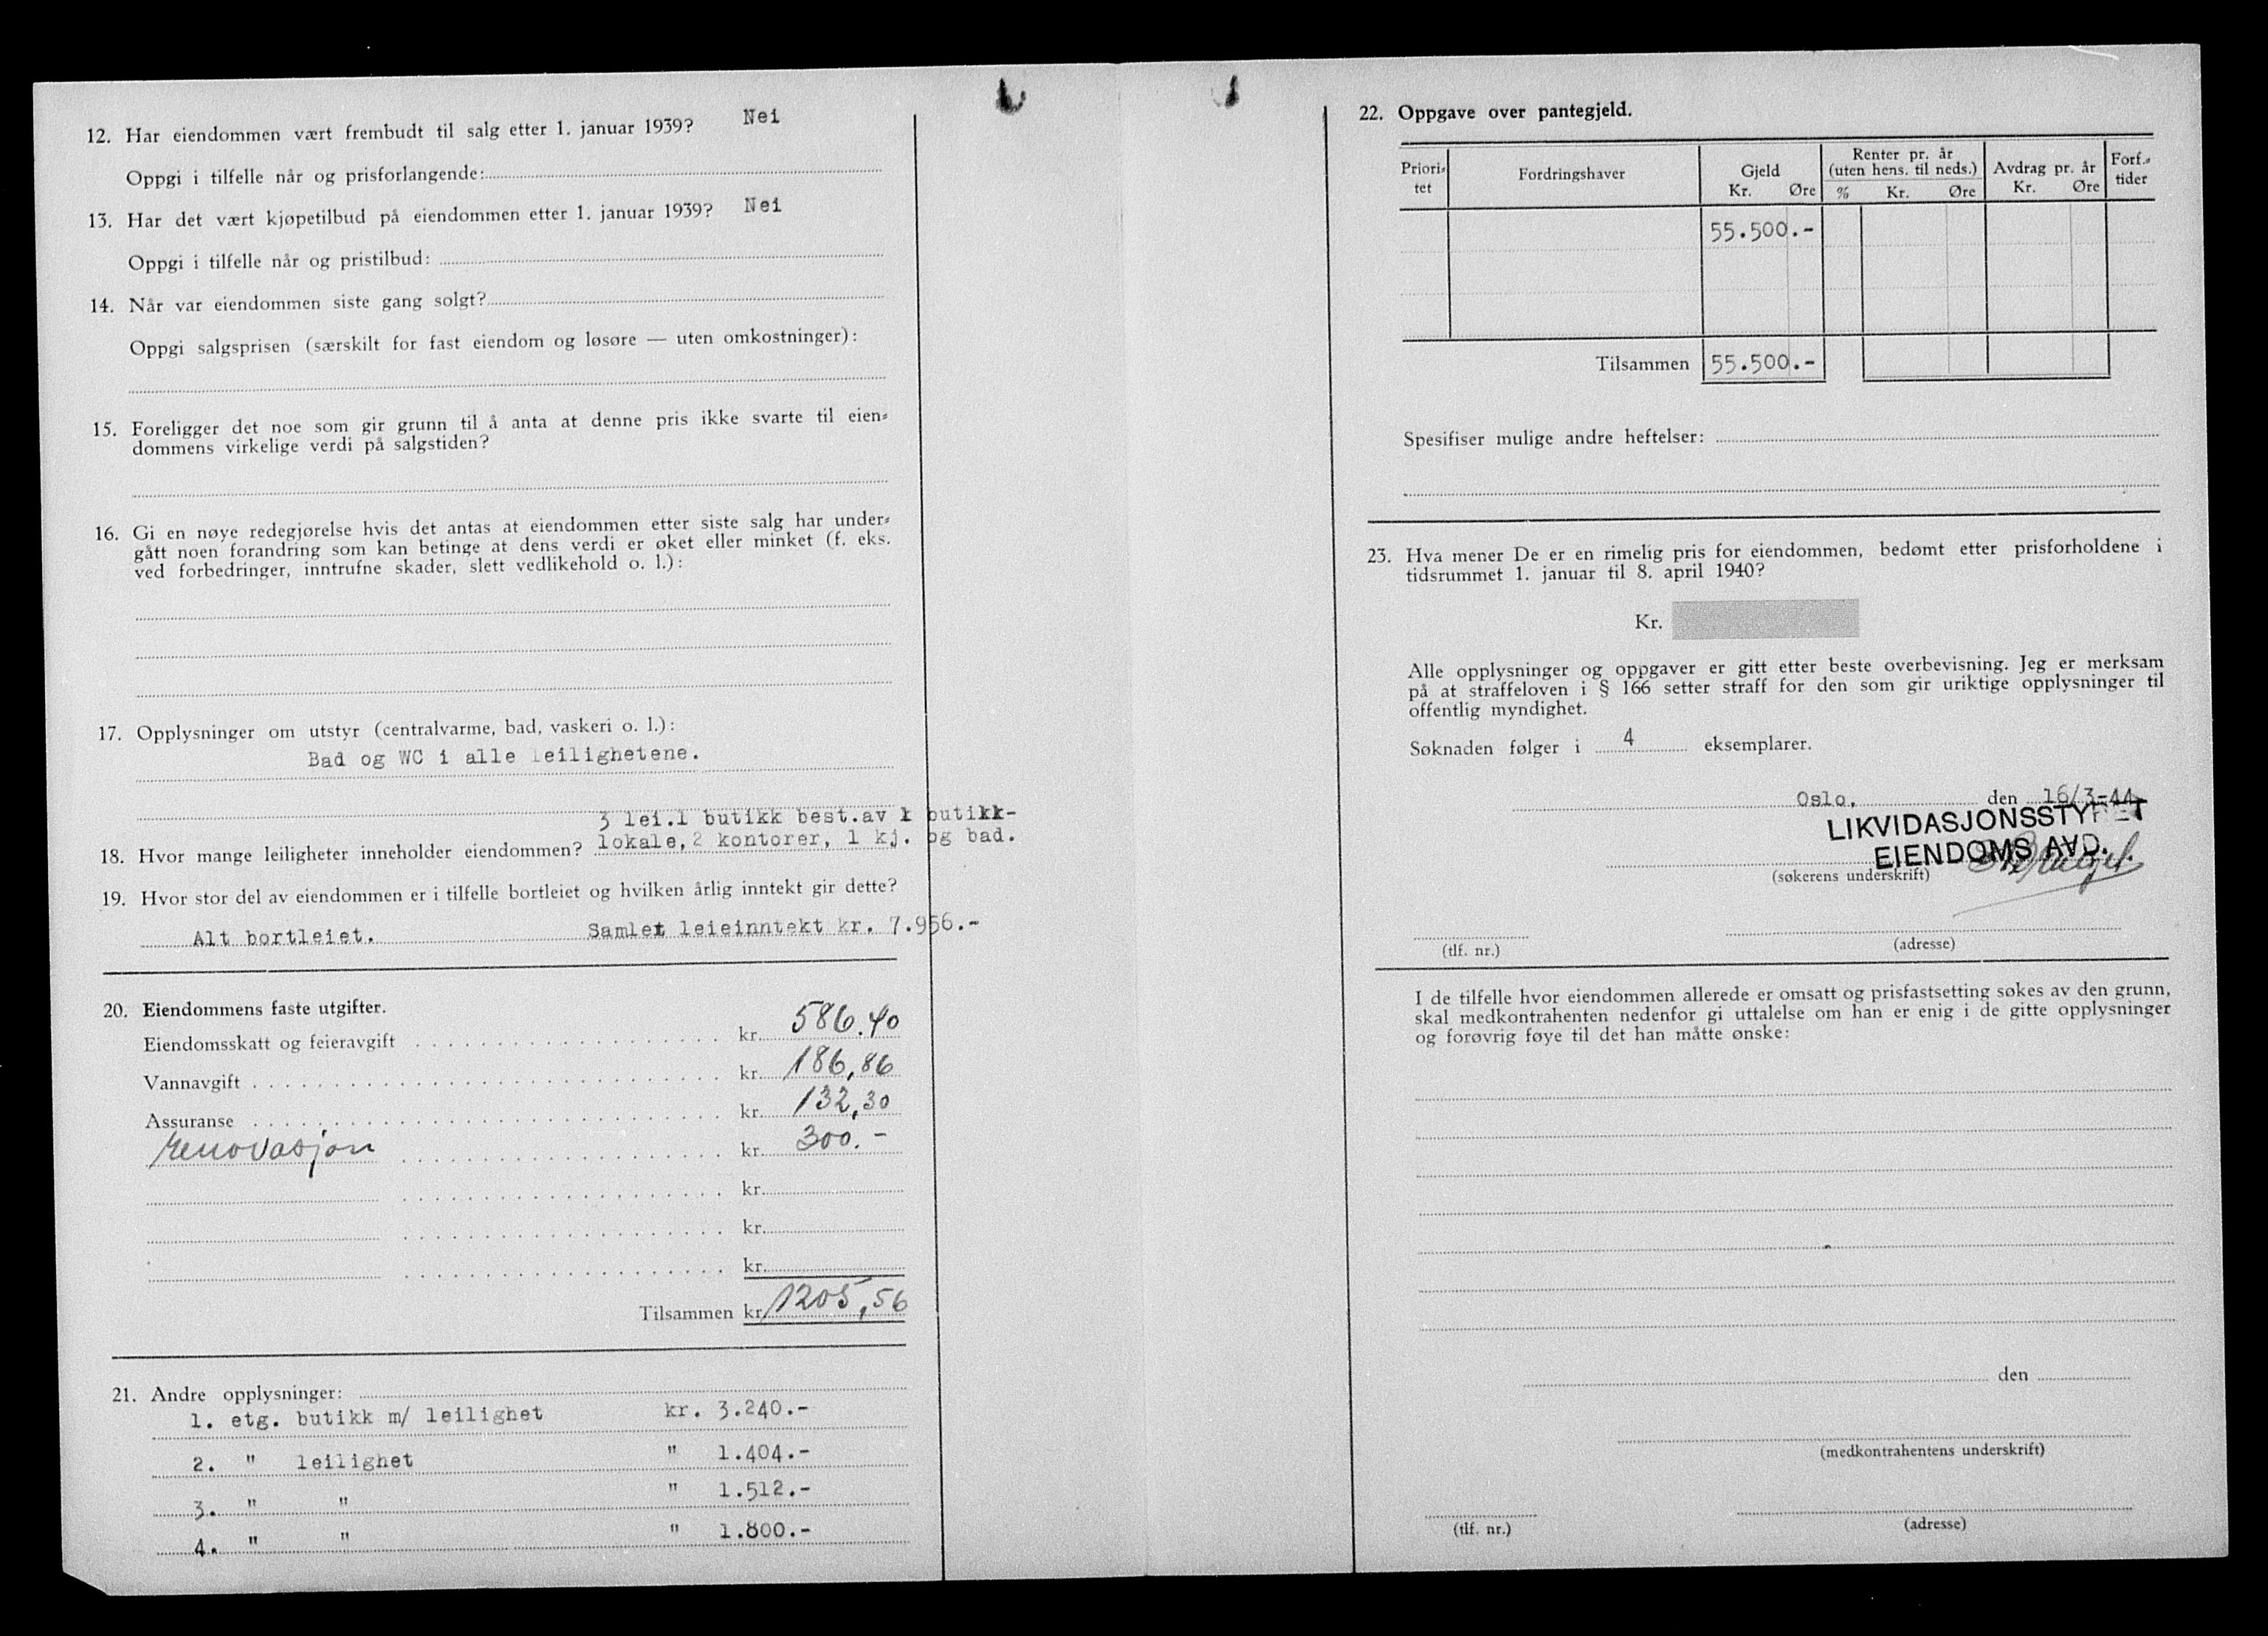 12. Har eiendommen vært frembudt til salg etter 1. januar 1939? Nei
Oppgi i tilfelle når og prisforlangende:
13. Har det vært kjøpetilbud på eiendommen etter 1. januar 1939? Nei
Oppgi i tilfelle når og pristilbud:
14. Når var eiendommen siste gang solgt?
Oppgi salgsprisen (særskilt for fast eiendom og løsøre — uten omkostninger):
15. Foreligger det noe som gir grunn til å anta at denne pris ikke svarte til eien-
dommens virkelige verdi på salgstiden?
16. Gi en nøye redegjørelse hvis det antas at eiendommen etter siste salg har under-
gått noen forandring som kan betinge at dens verdi er øket eller minket (f. eks.
ved forbedringer, inntrufne skader, slett vedlikehold o. l.):
17. Opplysninger om utstyr (centralvarme, bad, vaskeri o. l.):
Bad og WC i alle leilighetene.
3 lei.1 butikk best.av 1 butikk-
18. Hvor mange leiligheter inneholder eiendommen? lokale, 2 kontorer, 1 kj. og bad.
19. Hvor stor del av eiendommen er i tilfelle bortleiet og hvilken årlig inntekt gir dette?
Alt bortleiet. Samlet leieinntekt kr. 7.956.-
20. Eiendommens faste utgifter.
Eiendomsskatt og feieravgift kr. 586.40
Vannavgift kr. 186,86
Assuranse kr. 132,30
renovasjon kr. 300.-
kr.
kr.
kr.
Tilsammen kr. 1205,56
21. Andre opplysninger:
1. etg. butikk m/ leilighet kr. 3.240.-
2. " leilighet " 1.404.-
3. " " " 1.512.-
4. " " " 1.800.-
22. Oppgave over pantegjeld.
Priori-
tet
Fordringshaver
Gjeld
Kr. Øre
Renter pr. år
(uten hens. til neds.)
% Kr. Øre
Avdrag pr. år
Kr. Øre
Forf.-
tider
55.500.-
Tilsammen 55.500.-
Spesifiser mulige andre heftelser:
23. Hva mener De er en rimelig pris for eiendommen, bedømt etter prisforholdene i
tidsrummet 1. januar til 8. april 1940?
Kr.
Alle opplysninger og oppgaver er gitt etter beste overbevisning. Jeg er merksam
på at straffeloven i § 166 setter straff for den som gir uriktige opplysninger til
offentlig myndighet.
Søknaden følger i 4 eksemplarer.
Oslo, den 16/3-44
LIKVIDASJONSSTYRET
EIENDOMS AVD.
(søkerens underskrift)
(tlf. nr.) (adresse)
I de tilfelle hvor eiendommen allerede er omsatt og prisfastsetting søkes av den grunn,
skal medkontrahenten nedenfor gi uttalelse om han er enig i de gitte opplysninger
og forøvrig føye til det han måtte ønske:
den
(medkontrahentens underskrift)
(tlf. nr.) (adresse)